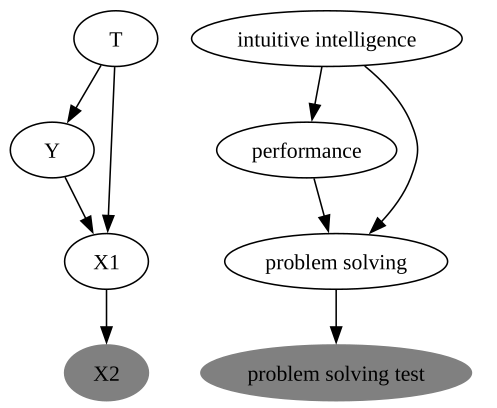 T
intuitive intelligence
Y
performance
X1
problem solving
X2
problem solving test